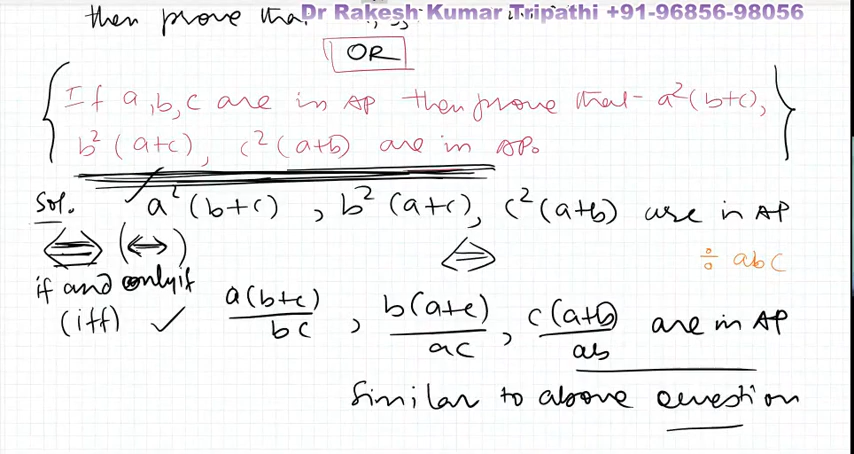 then prove tha
Dr Rakesh Kumar Tripathi +91-96856-98056
OR
If a, b, c are in AP then prove that a²(b+c),
b²(a+c), c²(a+b) are in AP.
Sol. a²(b+c), b²(a+c), c²(a+b) are in AP
⇔ (↔) ⇔ ÷ abc
if and only if
(iff) ✓ a(b+c)/bc, b(a+c)/ac, c(a+b)/ab are in AP
Similar to above question